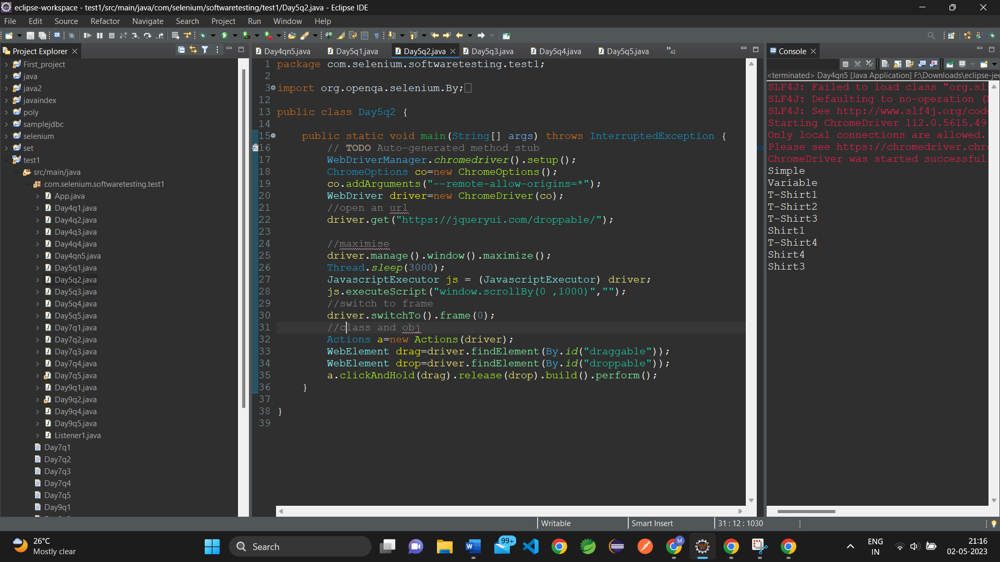 eclipse-workspace - test1/src/main/java/com/selenium/softwaretesting/test1/Day5q2.java - Eclipse IDE
File Edit Source Refactor Navigate Search Project Run Window Help
Project Explorer
First_project
java
java2
javaindex
poly
samplejdbc
selenium
set
test1
src/main/java
com.selenium.softwaretesting.test1
App.java
Day4q1.java
Day4q2.java
Day4q3.java
Day4q4.java
Day4qn5.java
Day5q1.java
Day5q2.java
Day5q3.java
Day5q4.java
Day5q5.java
Day7q1.java
Day7q2.java
Day7q3.java
Day7q4.java
Day7q5.java
Day9q1.java
Day9q2.java
Day9q4.java
Day9q5.java
Listener1.java
Day7q1
Day7q2
Day7q3
Day7q4
Day7q5
Day9q1
Day4qn5.java Day5q1.java Day5q2.java Day5q3.java Day5q4.java Day5q5.java »42
1 package com.selenium.softwaretesting.test1;
2
3 import org.openqa.selenium.By;
12
13 public class Day5q2 {
14
15 public static void main(String[] args) throws InterruptedException {
16 // TODO Auto-generated method stub
17 WebDriverManager.chromedriver().setup();
18 ChromeOptions co=new ChromeOptions();
19 co.addArguments("--remote-allow-origins=*");
20 WebDriver driver=new ChromeDriver(co);
21 //open an url
22 driver.get("https://jqueryui.com/droppable/");
23
24 //maximise
25 driver.manage().window().maximize();
26 Thread.sleep(3000);
27 JavascriptExecutor js = (JavascriptExecutor) driver;
28 js.executeScript("window.scrollBy(0 ,1000)","");
29 //switch to frame
30 driver.switchTo().frame(0);
31 //class and obj
32 Actions a=new Actions(driver);
33 WebElement drag=driver.findElement(By.id("draggable"));
34 WebElement drop=driver.findElement(By.id("droppable"));
35 a.clickAndHold(drag).release(drop).build().perform();
36 }
37
38 }
39
Console
<terminated> Day4qn5 [Java Application] F:\Downloads\eclipse-jee
SLF4J: Failed to load class "org.sl
SLF4J: Defaulting to no-operation (
SLF4J: See http://www.slf4j.org/code
Starting ChromeDriver 112.0.5615.49
Only local connections are allowed.
Please see https://chromedriver.chr
ChromeDriver was started successful
Simple
Variable
T-Shirt1
T-Shirt2
T-Shirt3
Shirt1
T-Shirt4
Shirt4
Shirt3
Writable Smart Insert 31 : 12 : 1030
26°C
Mostly clear
Search
99+
M
ENG
IN
21:16
02-05-2023